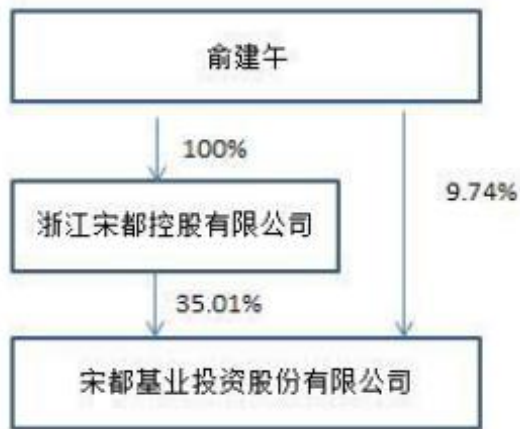 俞建午
100%
9.74%
浙江宋都控股有限公司
35.01%
宋都基业投资股份有限公司